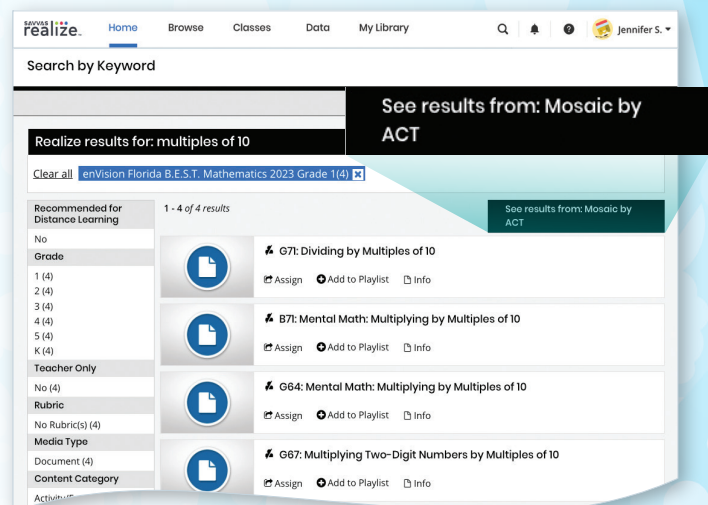 SAVVAS
realize™ Home Browse Classes Data My Library Jennifer S.
Search by Keyword
See results from: Mosaic by
ACT
Realize results for: multiples of 10
Clear all enVision Florida B.E.S.T. Mathematics 2023 Grade 1(4)
Recommended for
Distance Learning
No
Grade
1 (4)
2 (4)
3 (4)
4 (4)
5 (4)
K (4)
Teacher Only
No (4)
Rubric
No Rubric(s) (4)
Media Type
Document (4)
Content Category
1 - 4 of 4 results
See results from: Mosaic by
ACT
G71: Dividing by Multiples of 10
Assign Add to Playlist Info
B71: Mental Math: Multiplying by Multiples of 10
Assign Add to Playlist Info
G64: Mental Math: Multiplying by Multiples of 10
Assign Add to Playlist Info
G67: Multiplying Two-Digit Numbers by Multiples of 10
Assign Add to Playlist Info